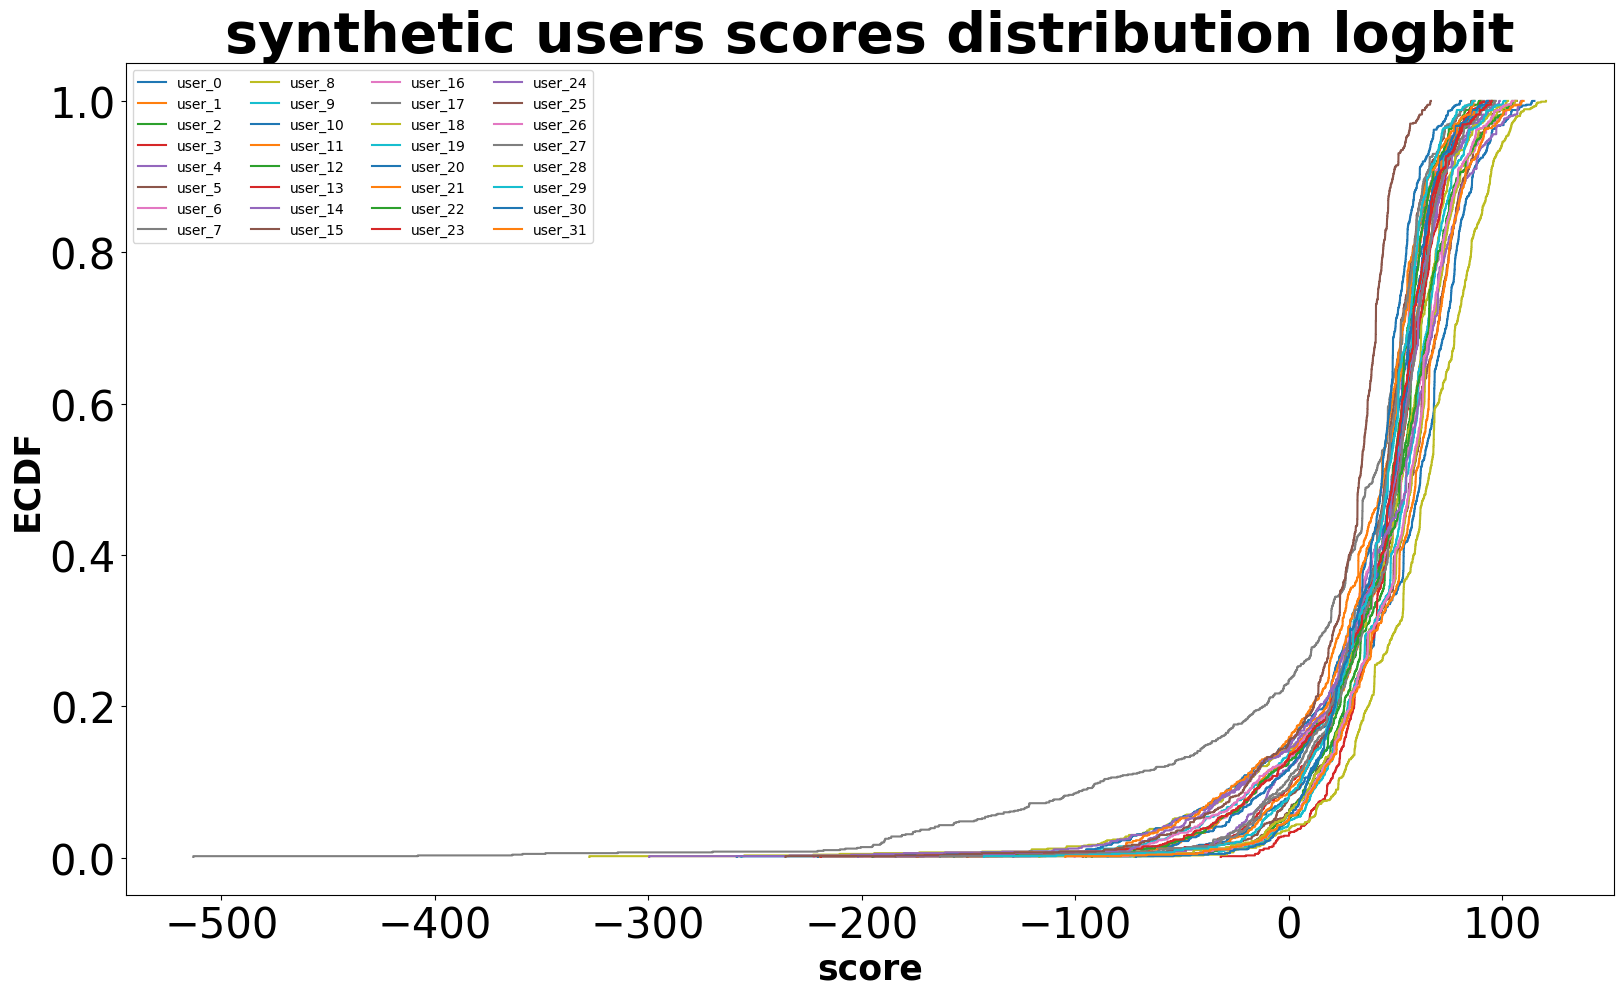 synthetic users scores distribution logbit
user_0 user_8 user_16 user_24
user_1 user_9 user_17 user_25
user_2 user_10 user_18 user_26
user_3 user_11 user_19 user_27
user_4 user_12 user_20 user_28
user_5 user_13 user_21 user_29
user_6 user_14 user_22 user_30
user_7 user_15 user_23 user_31
1.0
0.8
0.6
0.4
0.2
0.0
ECDF
−500 −400 −300 −200 −100 0 100
score